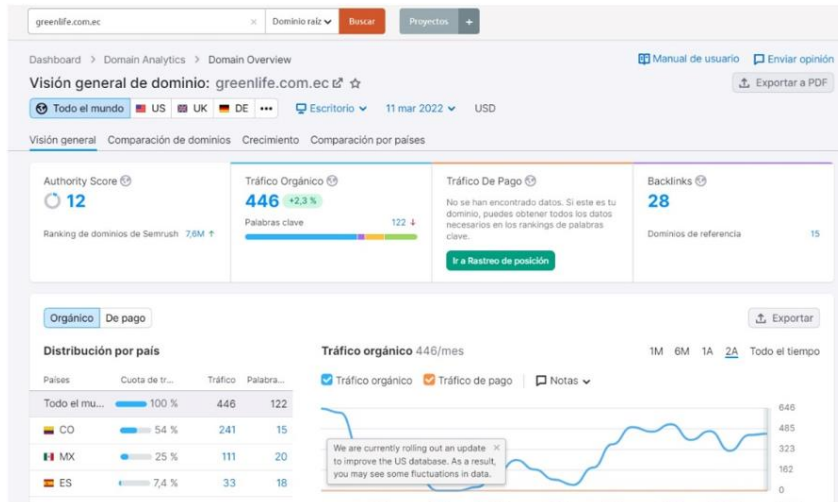 greenlife.com.ec × Dominio raíz Buscar Proyectos +
Dashboard > Domain Analytics > Domain Overview
Manual de usuario Enviar opinión
Visión general de dominio: greenlife.com.ec
Exportar a PDF
Todo el mundo US UK DE ••• Escritorio 11 mar 2022 USD
Visión general Comparación de dominios Crecimiento Comparación por países
Authority Score
12
Ranking de dominios de Semrush 7,6M ↑
Tráfico Orgánico
446 +2,3 %
Palabras clave 122 ↓
Tráfico De Pago
No se han encontrado datos. Si este es tu
dominio, puedes obtener todos los datos
necesarios en los rankings de palabras
clave.
Ir a Rastreo de posición
Backlinks
28
Dominios de referencia 15
Orgánico De pago
Exportar
Distribución por país
Países Cuota de tr... Tráfico Palabra...
Todo el mu... 100 % 446 122
CO 54 % 241 15
MX 25 % 111 20
ES 7,4 % 33 18
Tráfico orgánico 446/mes
1M 6M 1A 2A Todo el tiempo
Tráfico orgánico Tráfico de pago Notas
646
485
323
162
0
We are currently rolling out an update ×
to improve the US database. As a result,
you may see some fluctuations in data.